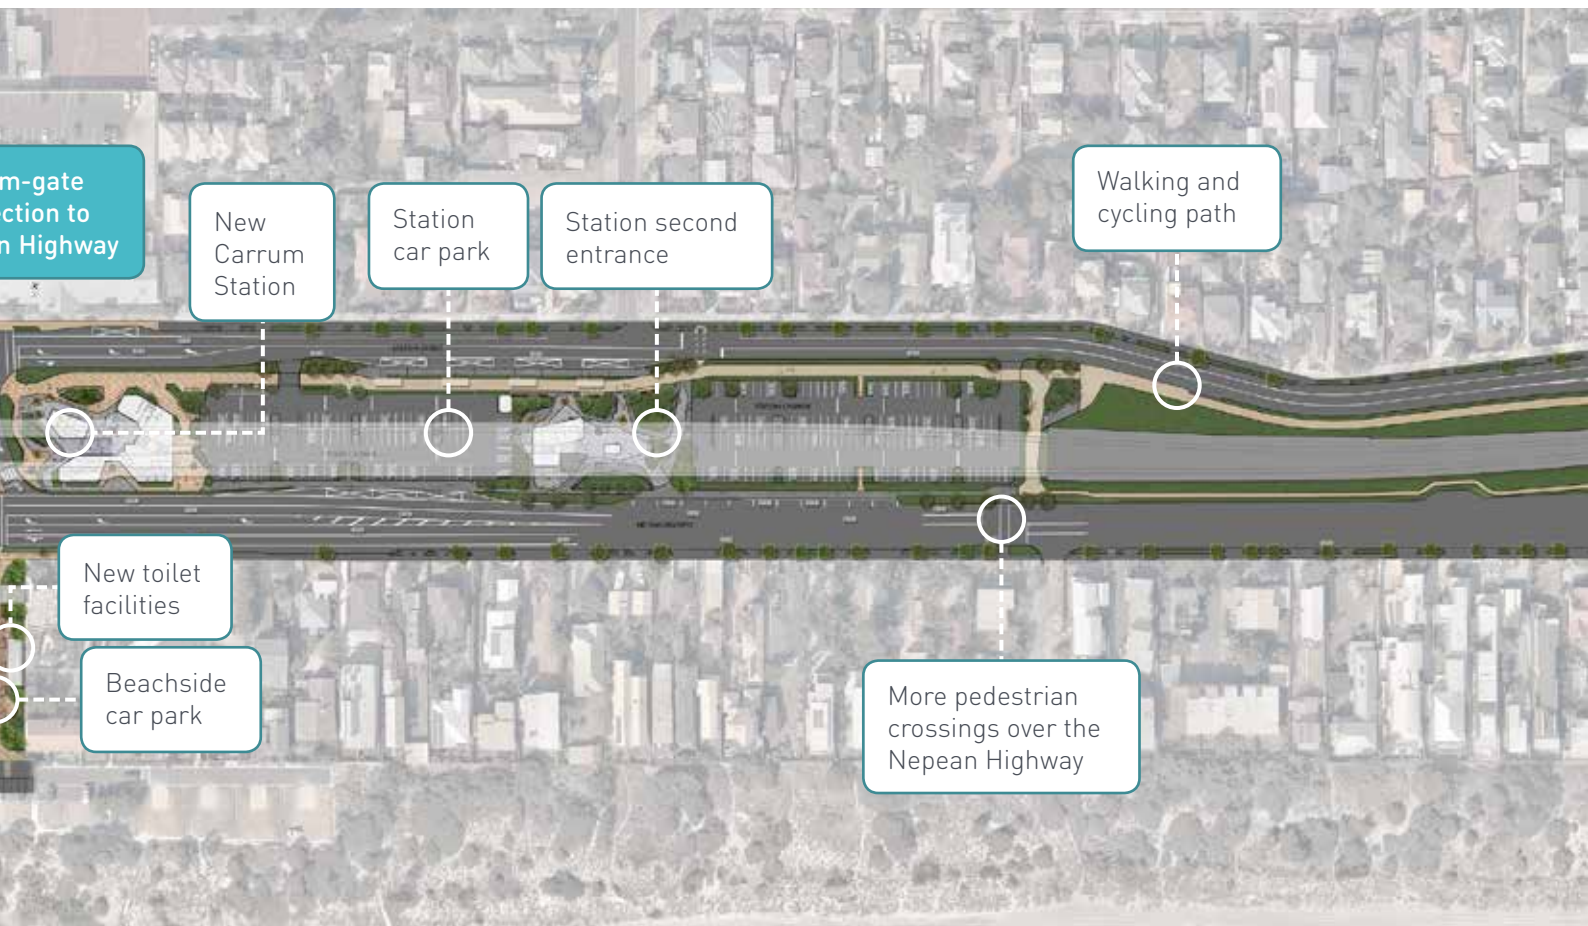 m-gate
ection to
n Highway
New
Carrum
Station
Station
car park
Station second
entrance
Walking and
cycling path
New toilet
facilities
Beachside
car park
More pedestrian
crossings over the
Nepean Highway